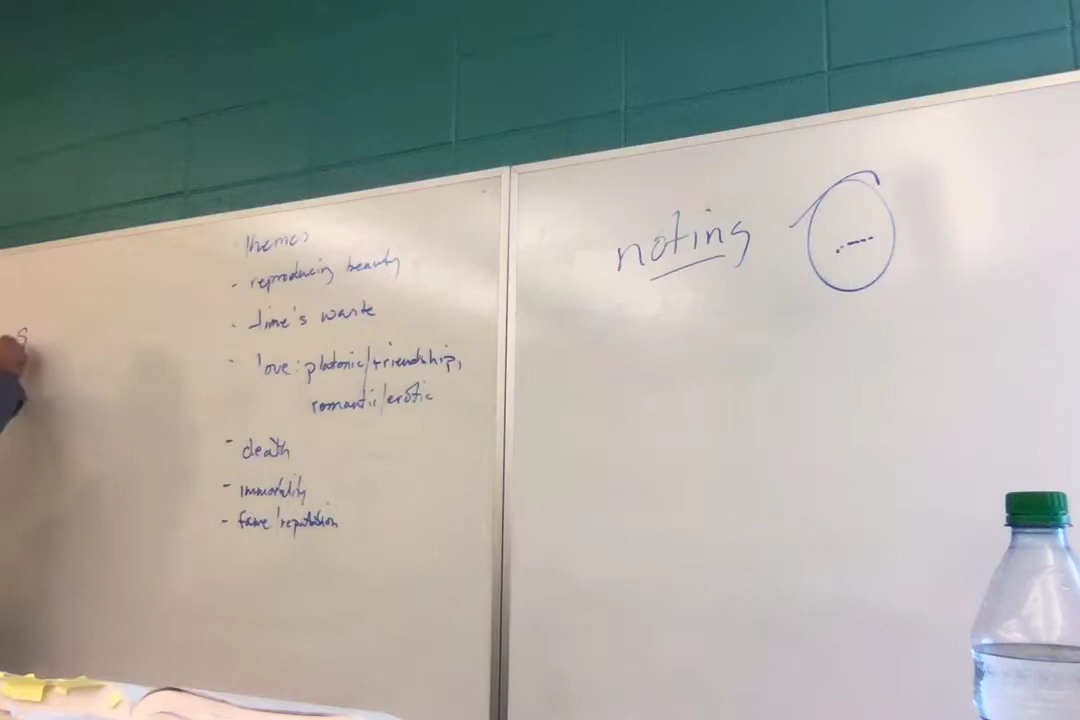 themes
- reproducing beauty
- time's waste
- love: platonic/friendship,
romantic/erotic
- death
- immortality
- fame/reputation
noting